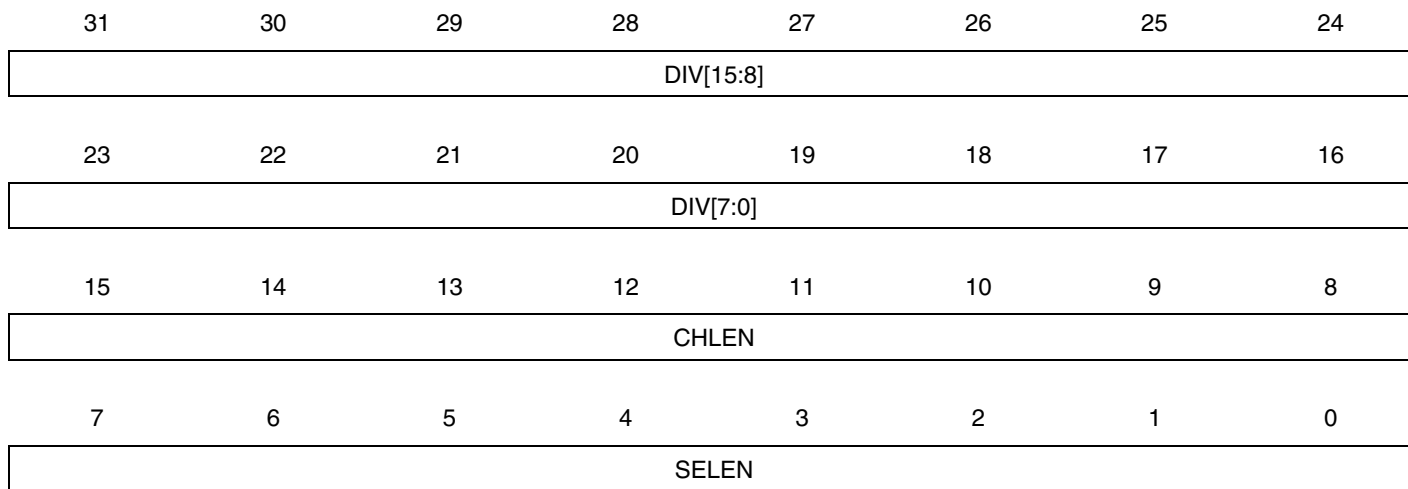 31 30 29 28 27 26 25 24
DIV[15:8]
23 22 21 20 19 18 17 16
DIV[7:0]
15 14 13 12 11 10 9 8
CHLEN
7 6 5 4 3 2 1 0
SELEN